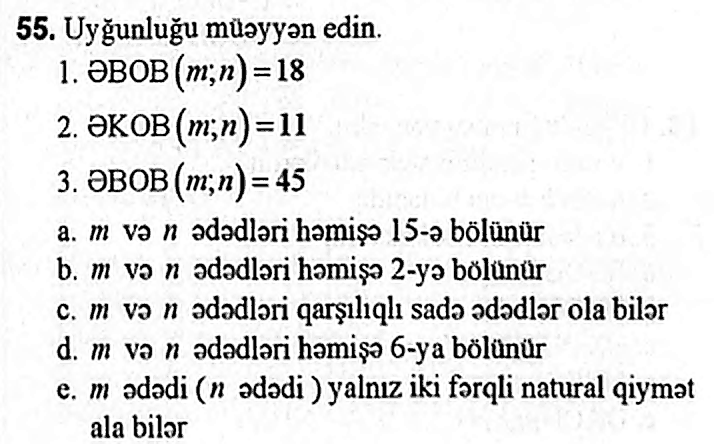 55. Uyğunluğu müəyyən edin.
1. ƏBOB(m;n)=18
2. ƏKOB(m;n)=11
3. ƏBOB(m;n)=45
a. m və n ədədləri həmişə 15-ə bölünür
b. m və n ədədləri həmişə 2-yə bölünür
c. m və n ədədləri qarşılıqlı sadə ədədlər ola bilər
d. m və n ədədləri həmişə 6-ya bölünür
e. m ədədi (n ədədi) yalnız iki fərqli natural qiymət
ala bilər